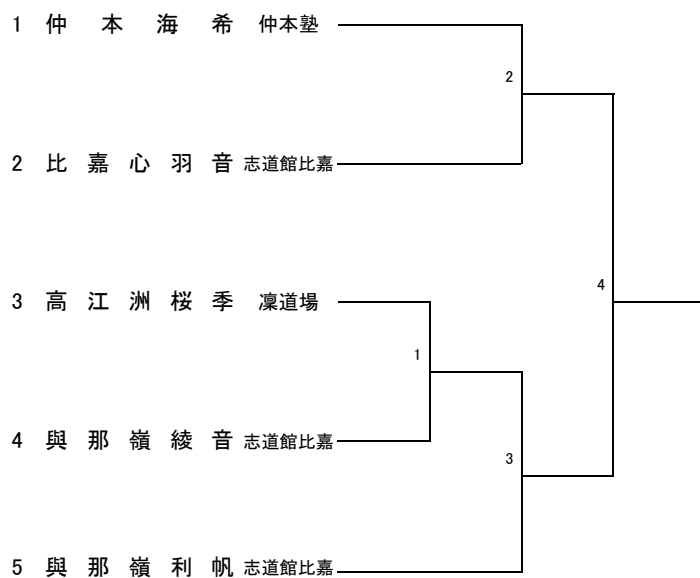 1 仲本海希 仲本塾
2
2 比嘉心羽音 志道館比嘉
3 高江洲桜季 凜道場
4
1
4 與那嶺綾音 志道館比嘉
3
5 與那嶺利帆 志道館比嘉